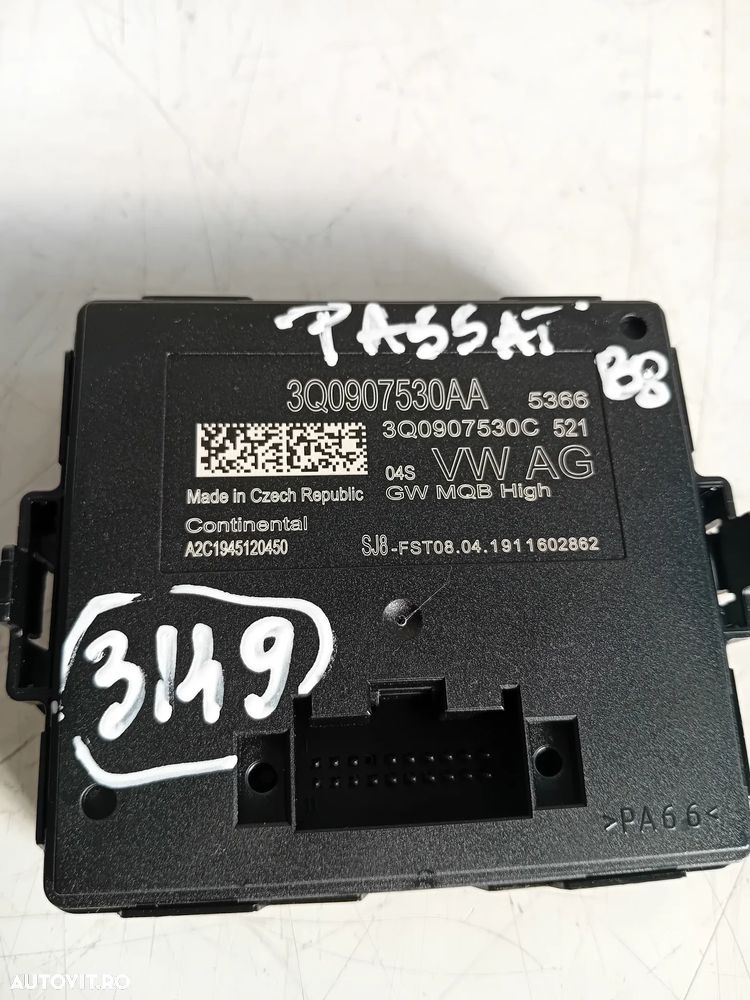 PASSAT
B8
3Q0907530AA 5366
3Q0907530C 521
04S VW AG
GW MQB High
Made in Czech Republic
Continental
A2C1945120450 SJ8-FST08.04.1911602862
3149
>PA66<
AUTOVIT.RO